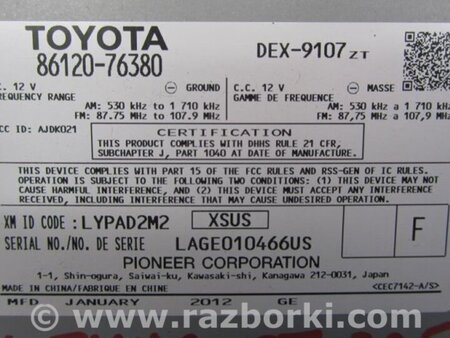 TOYOTA
86120-76380
DEX-9107 ZT
C.C. 12 V ⊖ GROUND
FREQUENCY RANGE
AM: 530 kHz to 1 710 kHz
FM: 87.75 MHz to 107.9 MHz
C.C. 12 V ⊖ MASSE
GAMME DE FREQUENCE
AM: 530 kHz a 1 710 kHz
FM: 87,75 MHz a 107,9 MHz
FCC ID: AJDK021
CERTIFICATION
THIS PRODUCT COMPLIES WITH DHHS RULE 21 CFR,
SUBCHAPTER J, PART 1040 AT DATE OF MANUFACTURE.
THIS DEVICE COMPLIES WITH PART 15 OF THE FCC RULES AND RSS-GEN OF IC RULES.
OPERATION IS SUBJECT TO THE FOLLOWING TWO CONDITIONS: (1) THIS DEVICE MAY NOT
CAUSE HARMFUL INTERFERENCE, AND (2) THIS DEVICE MUST ACCEPT ANY INTERFERENCE
RECEIVED, INCLUDING INTERFERENCE THAT MAY CAUSE UNDESIRED OPERATION.
XM ID CODE : LYPAD2M2
XSUS
F
SERIAL NO./NO. DE SERIE
LAGE010466US
PIONEER CORPORATION
1-1, Shin-ogura, Saiwai-ku, Kawasaki-shi, Kanagawa 212-0031, Japan
MADE IN CHINA/FABRIQUE EN CHINE
<CEC7142-A/S>
MFD JANUARY 2012 GE
www.razborki.com